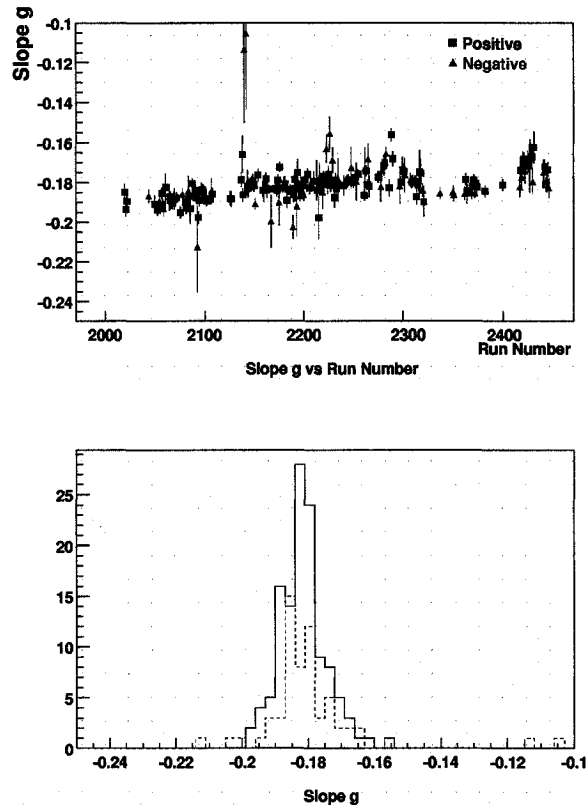 Slope g
-0.1
-0.12
-0.14
-0.16
-0.18
-0.2
-0.22
-0.24
Positive
Negative
2000 2100 2200 2300 2400
Run Number
Slope g vs Run Number
25
20
15
10
5
0
-0.24 -0.22 -0.2 -0.18 -0.16 -0.14 -0.12 -0.1
Slope g